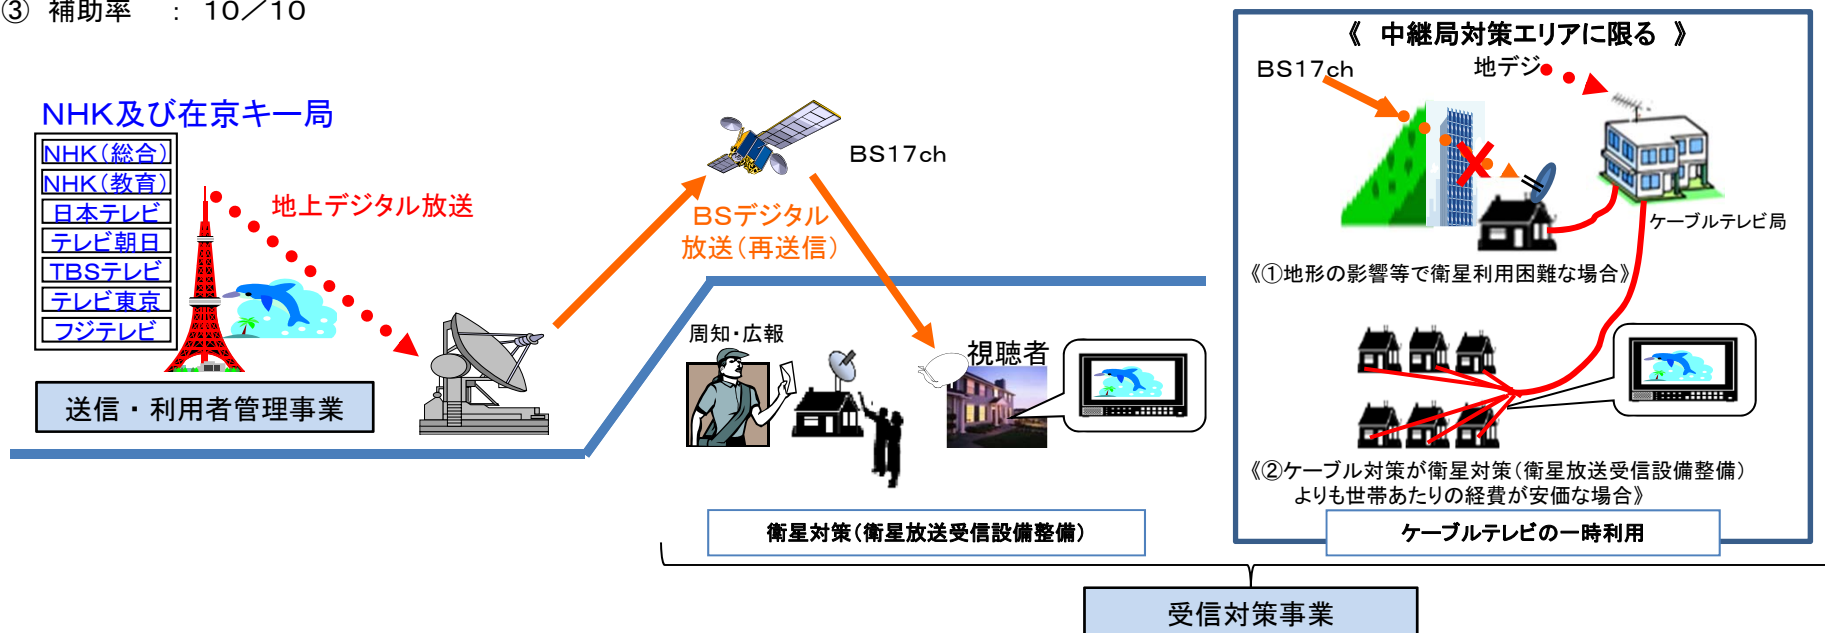 ③ 補助率 : 10/10
NHK及び在京キー局
NHK(総合)
NHK(教育)
日本テレビ
テレビ朝日
TBSテレビ
テレビ東京
フジテレビ
地上デジタル放送
送信・利用者管理事業
BS17ch
BSデジタル
放送(再送信)
周知・広報
視聴者
衛星対策(衛星放送受信設備整備)
《 中継局対策エリアに限る 》
BS17ch
地デジ
ケーブルテレビ局
《①地形の影響等で衛星利用困難な場合》
《②ケーブル対策が衛星対策(衛星放送受信設備整備)
よりも世帯あたりの経費が安価な場合》
ケーブルテレビの一時利用
受信対策事業